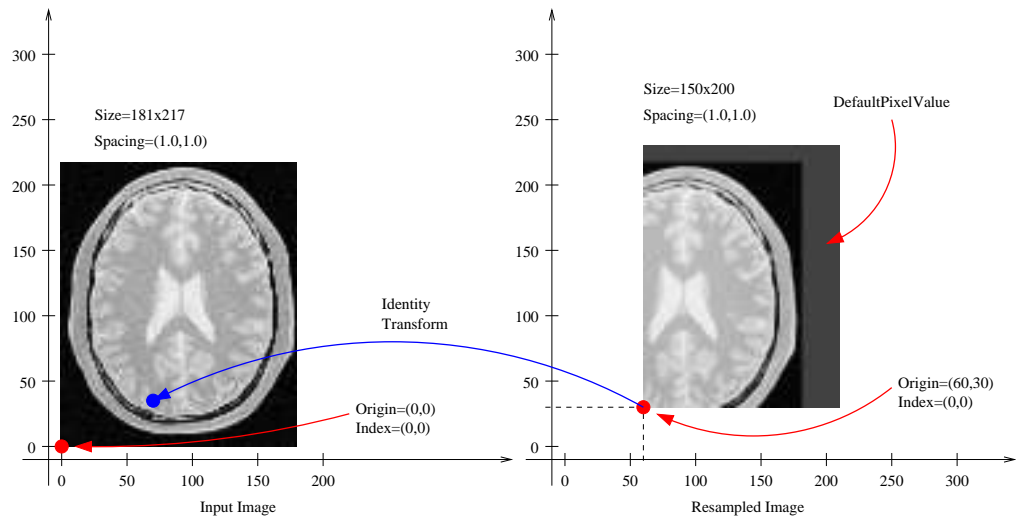 300
250
200
150
100
50
0
Size=181x217
Spacing=(1.0,1.0)
Identity
Transform
Origin=(0,0)
Index=(0,0)
0 50 100 150 200
Input Image
300
250
200
150
100
50
0
Size=150x200
Spacing=(1.0,1.0)
DefaultPixelValue
Origin=(60,30)
Index=(0,0)
0 50 100 150 200 250 300
Resampled Image